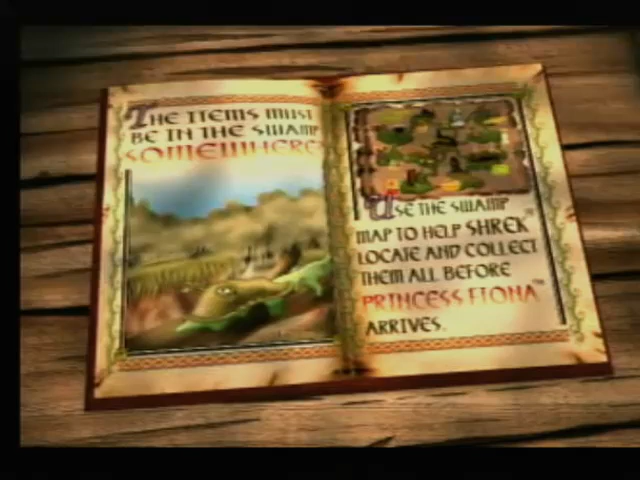 THE ITEMS MUST
BE IN THE SWAMP
SOMEWHERE
USE THE SWAMP
MAP TO HELP SHREK™
LOCATE AND COLLECT
THEM ALL BEFORE
PRINCESS FIONA™
ARRIVES.